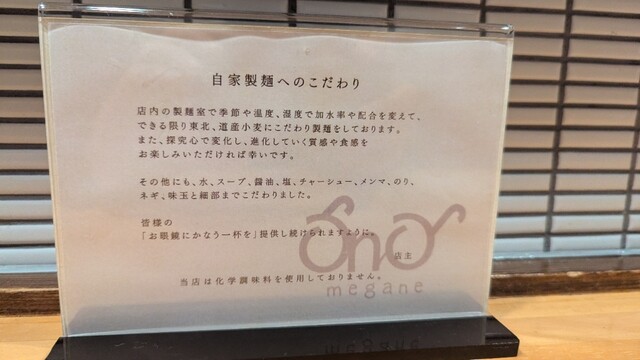 自家製麺へのこだわり
店内の製麺室で季節や温度、湿度で加水率や配合を変えて、
できる限り東北、道産小麦にこだわり製麺をしております。
また、探究心で変化し、進化していく質感や食感を
お楽しみいただければ幸いです。
その他にも、水、スープ、醤油、塩、チャーシュー、メンマ、のり、
ネギ、味玉と細部までこだわりました。
皆様の
「お眼鏡にかなう一杯を」提供し続けられますように。
店主
当店は化学調味料を使用しておりません。
megane